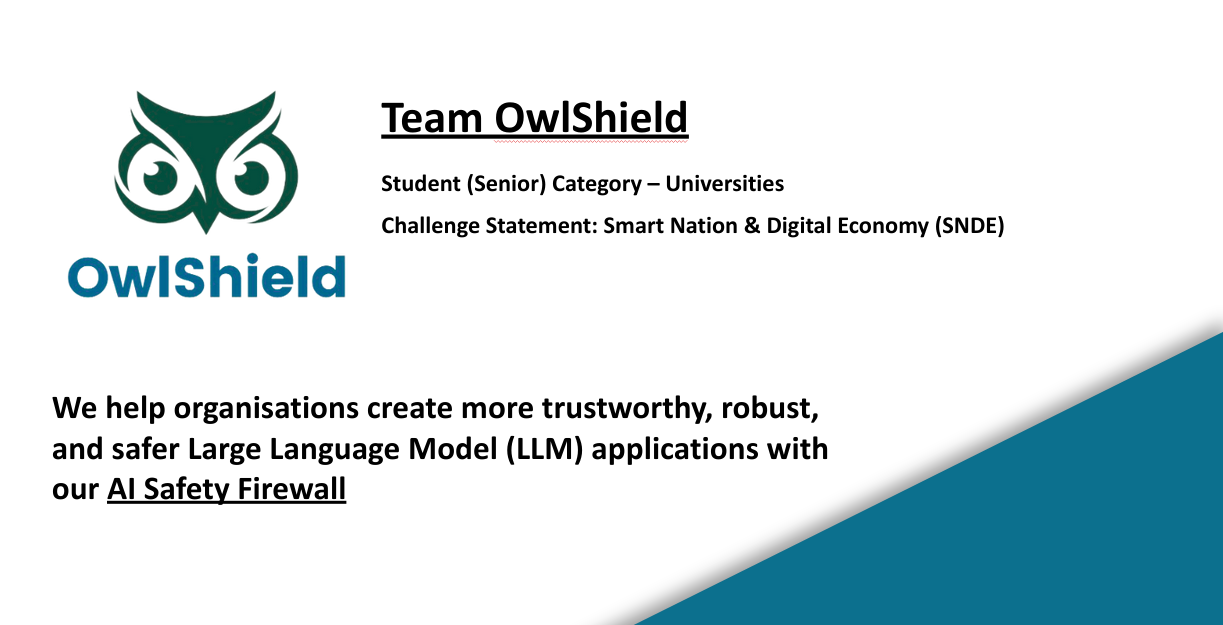 Team OwlShield
Student (Senior) Category – Universities
Challenge Statement: Smart Nation & Digital Economy (SNDE)
OwlShield
We help organisations create more trustworthy, robust,
and safer Large Language Model (LLM) applications with
our AI Safety Firewall